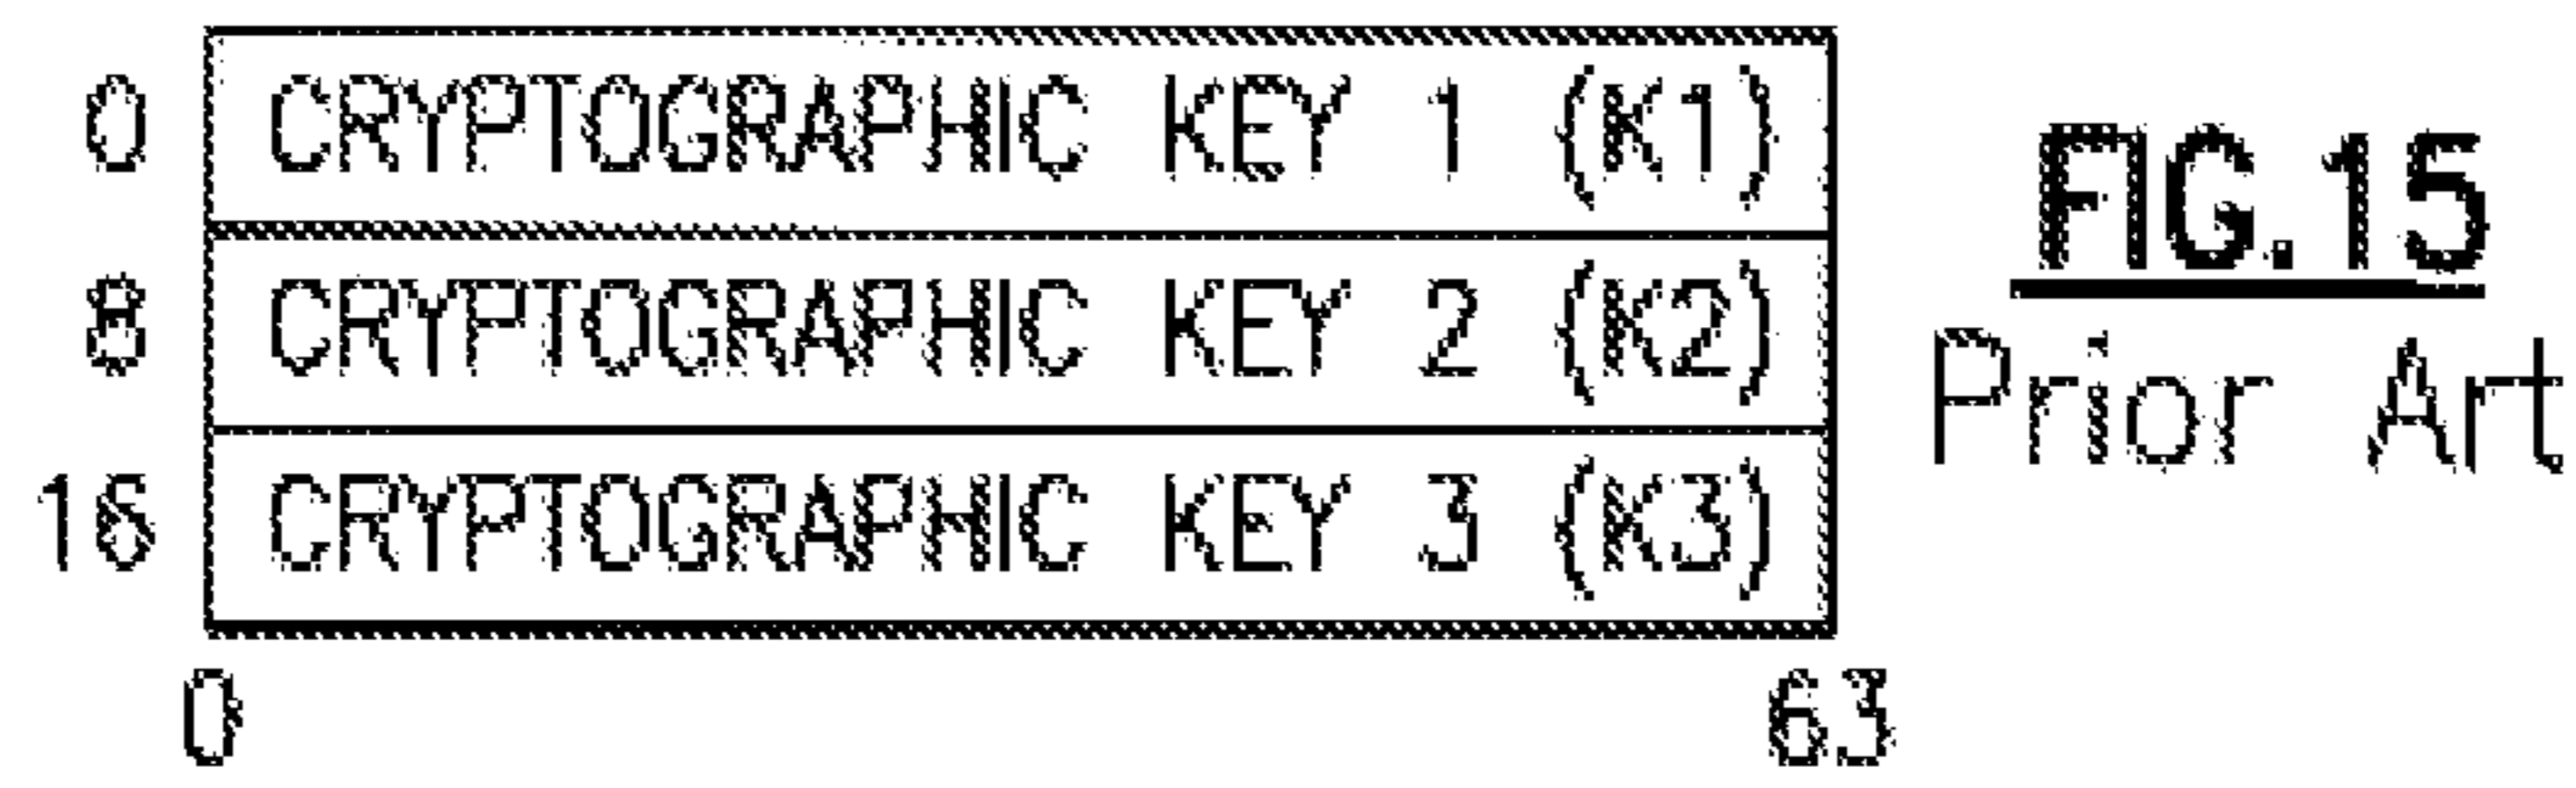 0 CRYPTOGRAPHIC KEY 1 (K1)
8 CRYPTOGRAPHIC KEY 2 (K2)
16 CRYPTOGRAPHIC KEY 3 (K3)
0 63
FIG.15
Prior Art